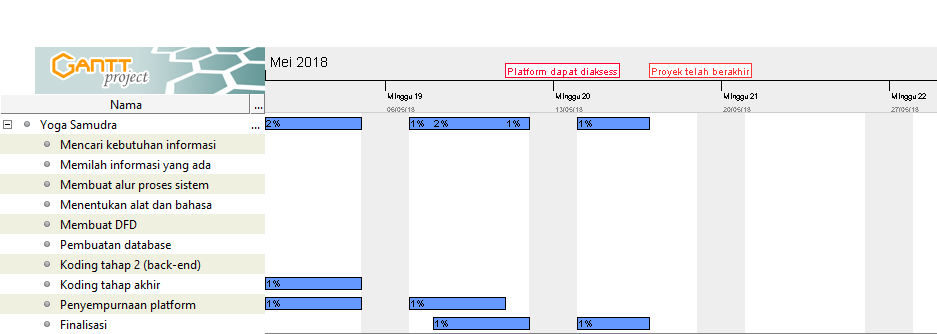 GANTT
project
Mei 2018
Platform dapat diaksess
Proyek telah berakhir
Nama
...
Minggu 19
Minggu 20
Minggu 21
Minggu 22
06/05/18
13/05/18
20/05/18
27/05/18
Yoga Samudra ... 2% 1% 2% 1% 1%
Mencari kebutuhan informasi
Memilah informasi yang ada
Membuat alur proses sistem
Menentukan alat dan bahasa
Membuat DFD
Pembuatan database
Koding tahap 2 (back-end)
Koding tahap akhir 1%
Penyempurnaan platform 1% 1%
Finalisasi 1% 1%